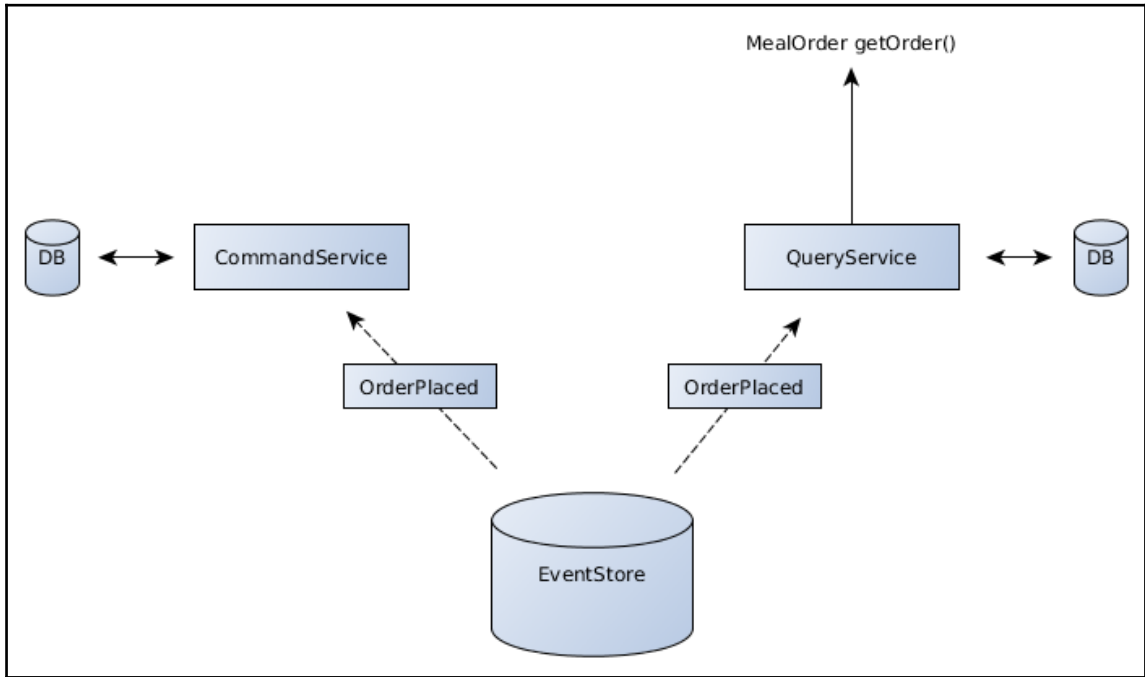 MealOrder getOrder()
DB
CommandService
QueryService
DB
OrderPlaced
OrderPlaced
EventStore